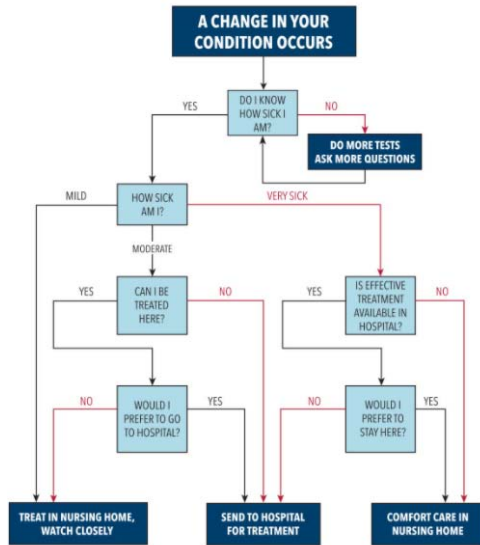 A CHANGE IN YOUR
CONDITION OCCURS
DO I KNOW
HOW SICK I
AM?
YES
NO
DO MORE TESTS
ASK MORE QUESTIONS
MILD
HOW SICK
AM I?
VERY SICK
MODERATE
YES
CAN I BE
TREATED
HERE?
NO
YES
IS EFFECTIVE
TREATMENT
AVAILABLE IN
HOSPITAL?
NO
NO
WOULD I
PREFER TO GO
TO HOSPITAL?
YES
NO
WOULD I
PREFER TO
STAY HERE?
YES
TREAT IN NURSING HOME,
WATCH CLOSELY
SEND TO HOSPITAL
FOR TREATMENT
COMFORT CARE IN
NURSING HOME